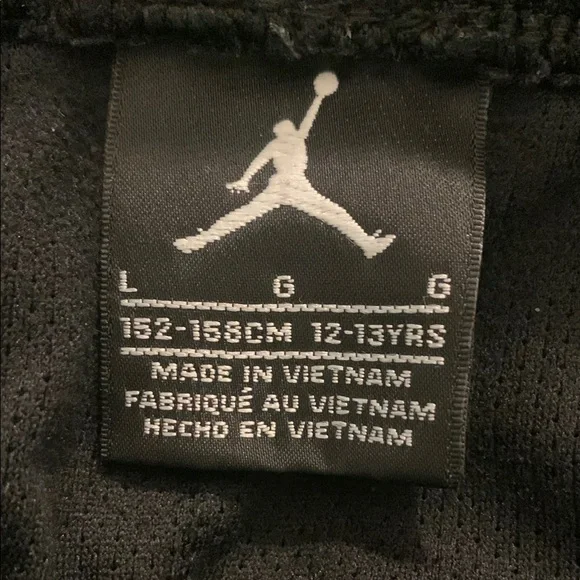 L G G
152-158CM 12-13YRS
MADE IN VIETNAM
FABRIQUÉ AU VIETNAM
HECHO EN VIETNAM